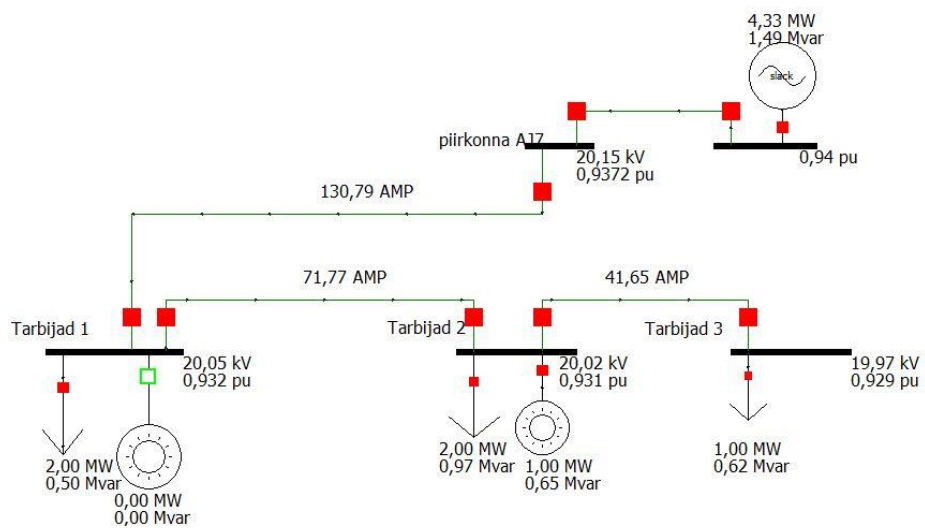 4,33 MW
1,49 Mvar
slack
piirkonna AJ7
20,15 kV
0,9372 pu
0,94 pu
130,79 AMP
71,77 AMP
41,65 AMP
Tarbijad 1
Tarbijad 2
Tarbijad 3
20,05 kV
0,932 pu
20,02 kV
0,931 pu
19,97 kV
0,929 pu
2,00 MW
0,50 Mvar
0,00 MW
0,00 Mvar
2,00 MW
0,97 Mvar
1,00 MW
0,65 Mvar
1,00 MW
0,62 Mvar